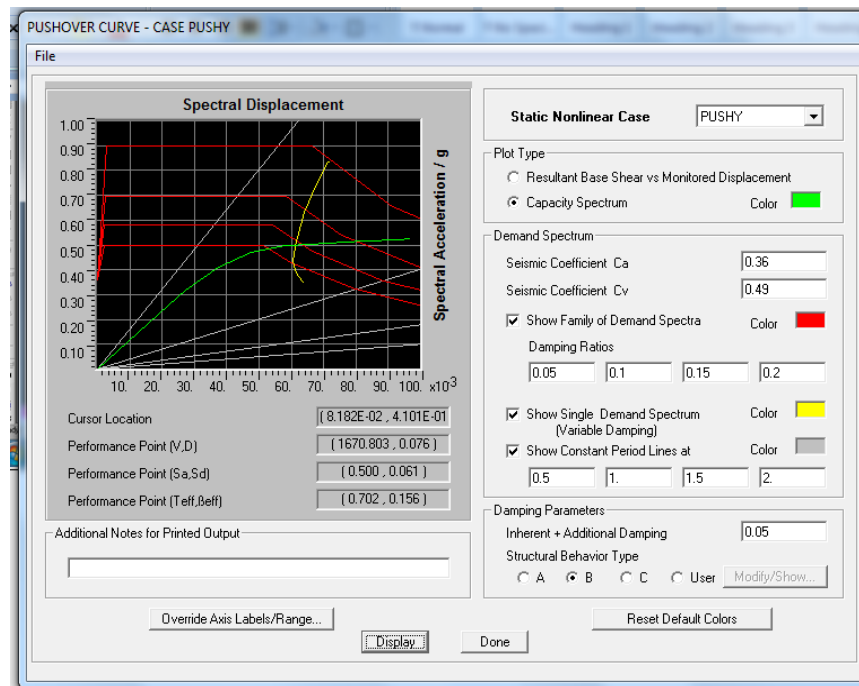 PUSHOVER CURVE - CASE PUSHY
File
Spectral Displacement
1.00
0.90
0.80
0.70
0.60
0.50
0.40
0.30
0.20
0.10
Spectral Acceleration / g
10. 20. 30. 40. 50. 60. 70. 80. 90. 100. x10³
Cursor Location ( 8.182E-02 , 4.101E-01
Performance Point (V,D) ( 1670.803 , 0.076 )
Performance Point (Sa,Sd) ( 0.500 , 0.061 )
Performance Point (Teff,ßeff) ( 0.702 , 0.156 )
Additional Notes for Printed Output
Override Axis Labels/Range...
Static Nonlinear Case PUSHY
Plot Type
Resultant Base Shear vs Monitored Displacement
Capacity Spectrum Color
Demand Spectrum
Seismic Coefficient Ca 0.36
Seismic Coefficient Cv 0.49
Show Family of Demand Spectra Color
Damping Ratios
0.05 0.1 0.15 0.2
Show Single Demand Spectrum Color
(Variable Damping)
Show Constant Period Lines at Color
0.5 1. 1.5 2.
Damping Parameters
Inherent + Additional Damping 0.05
Structural Behavior Type
A B C User Modify/Show...
Reset Default Colors
Display Done